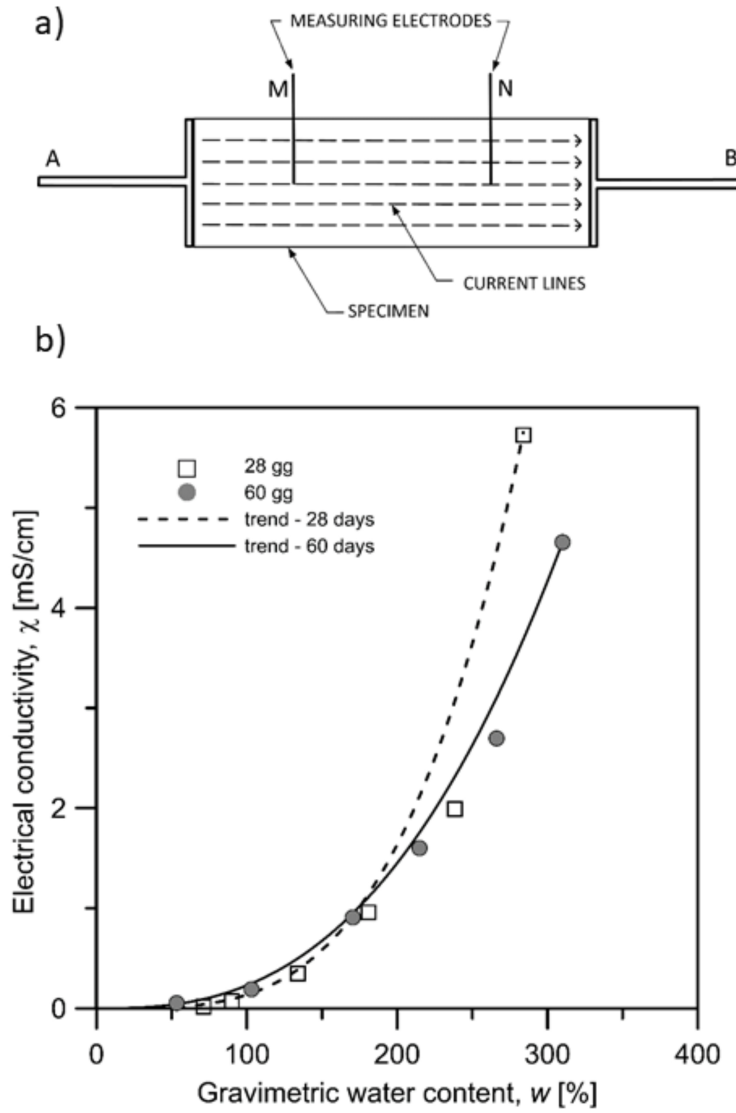 a)
MEASURING ELECTRODES
M
N
A
B
CURRENT LINES
SPECIMEN
b)
6
28 gg
60 gg
trend - 28 days
trend - 60 days
4
2
0
Electrical conductivity, χ [mS/cm]
0 100 200 300 400
Gravimetric water content, w [%]